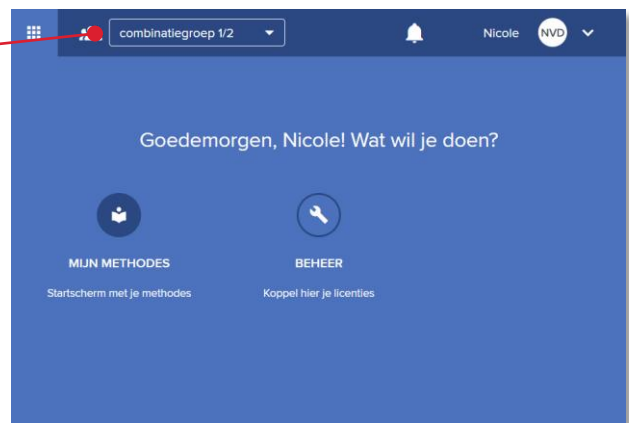 combinatiegroep 1/2
Nicole
NVD
Goedemorgen, Nicole! Wat wil je doen?
MIJN METHODES
BEHEER
Startscherm met je methodes
Koppel hier je licenties